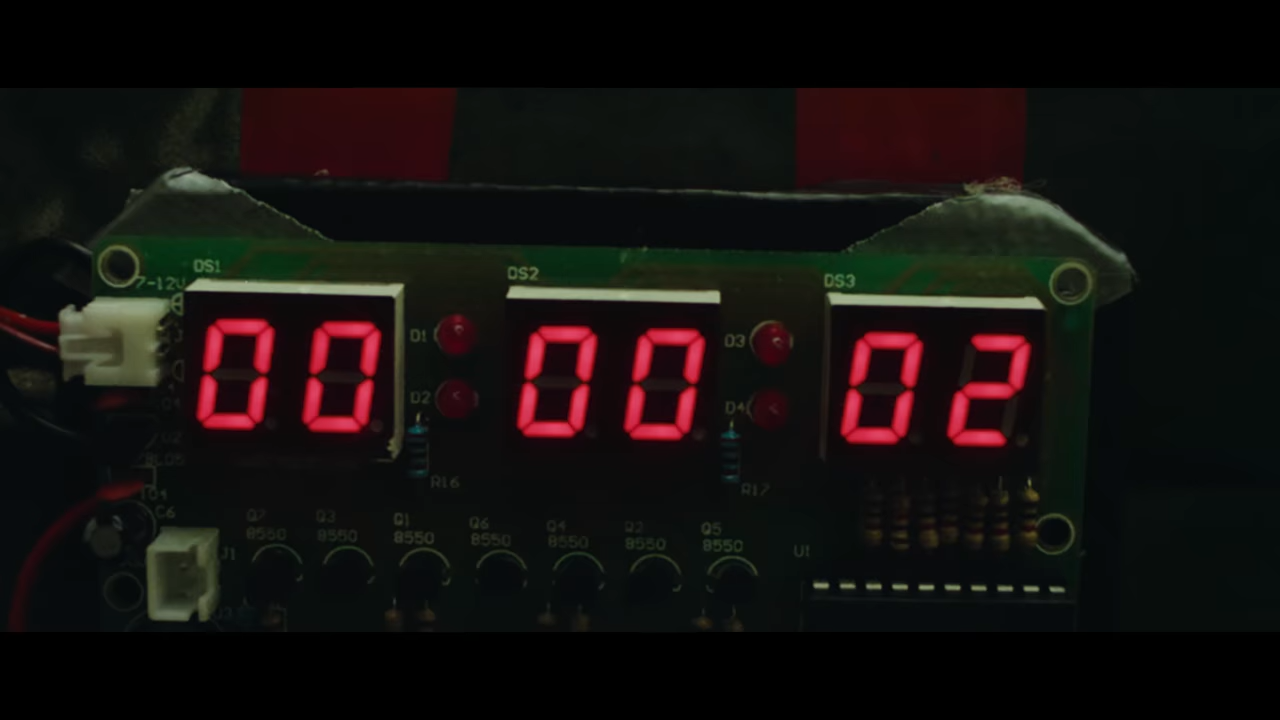 DS1 DS2 DS3
7-12V
00 00 02
D1 D3
D2 D4
R16 R17
104
C6
Q7 Q3 Q1 Q6 Q4 Q2 Q5
8550 8550 8550 8550 8550 8550 8550
J1 U1